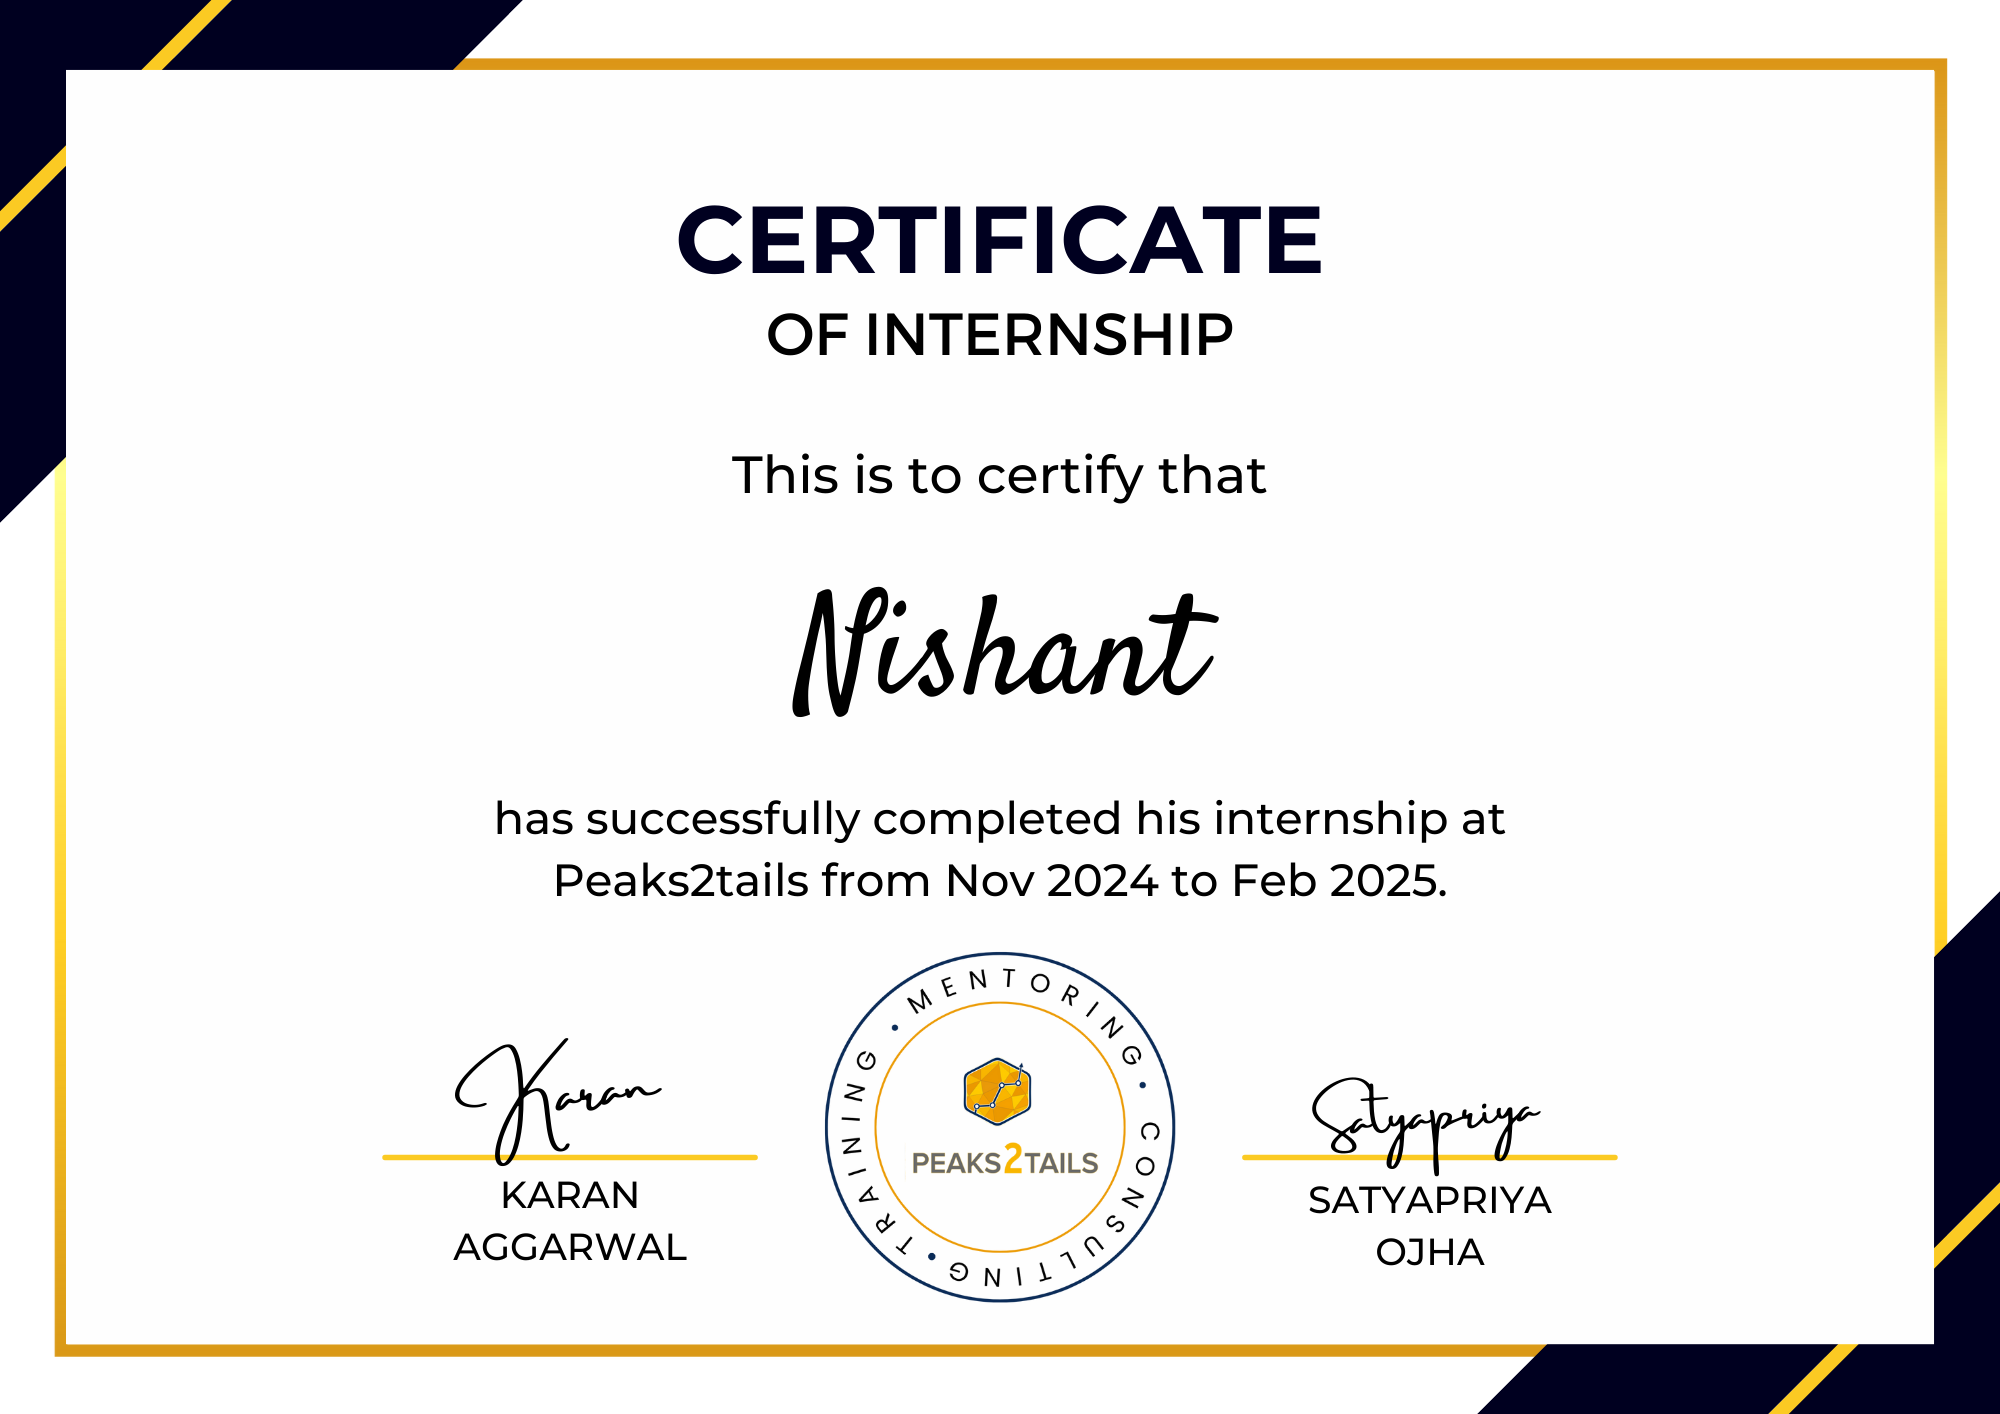 CERTIFICATE
OF INTERNSHIP
This is to certify that
Nishant
has successfully completed his internship at
Peaks2tails from Nov 2024 to Feb 2025.
Karan
KARAN
AGGARWAL
TRAINING • MENTORING • CONSULTING •
PEAKS2TAILS
Satyapriya
SATYAPRIYA
OJHA